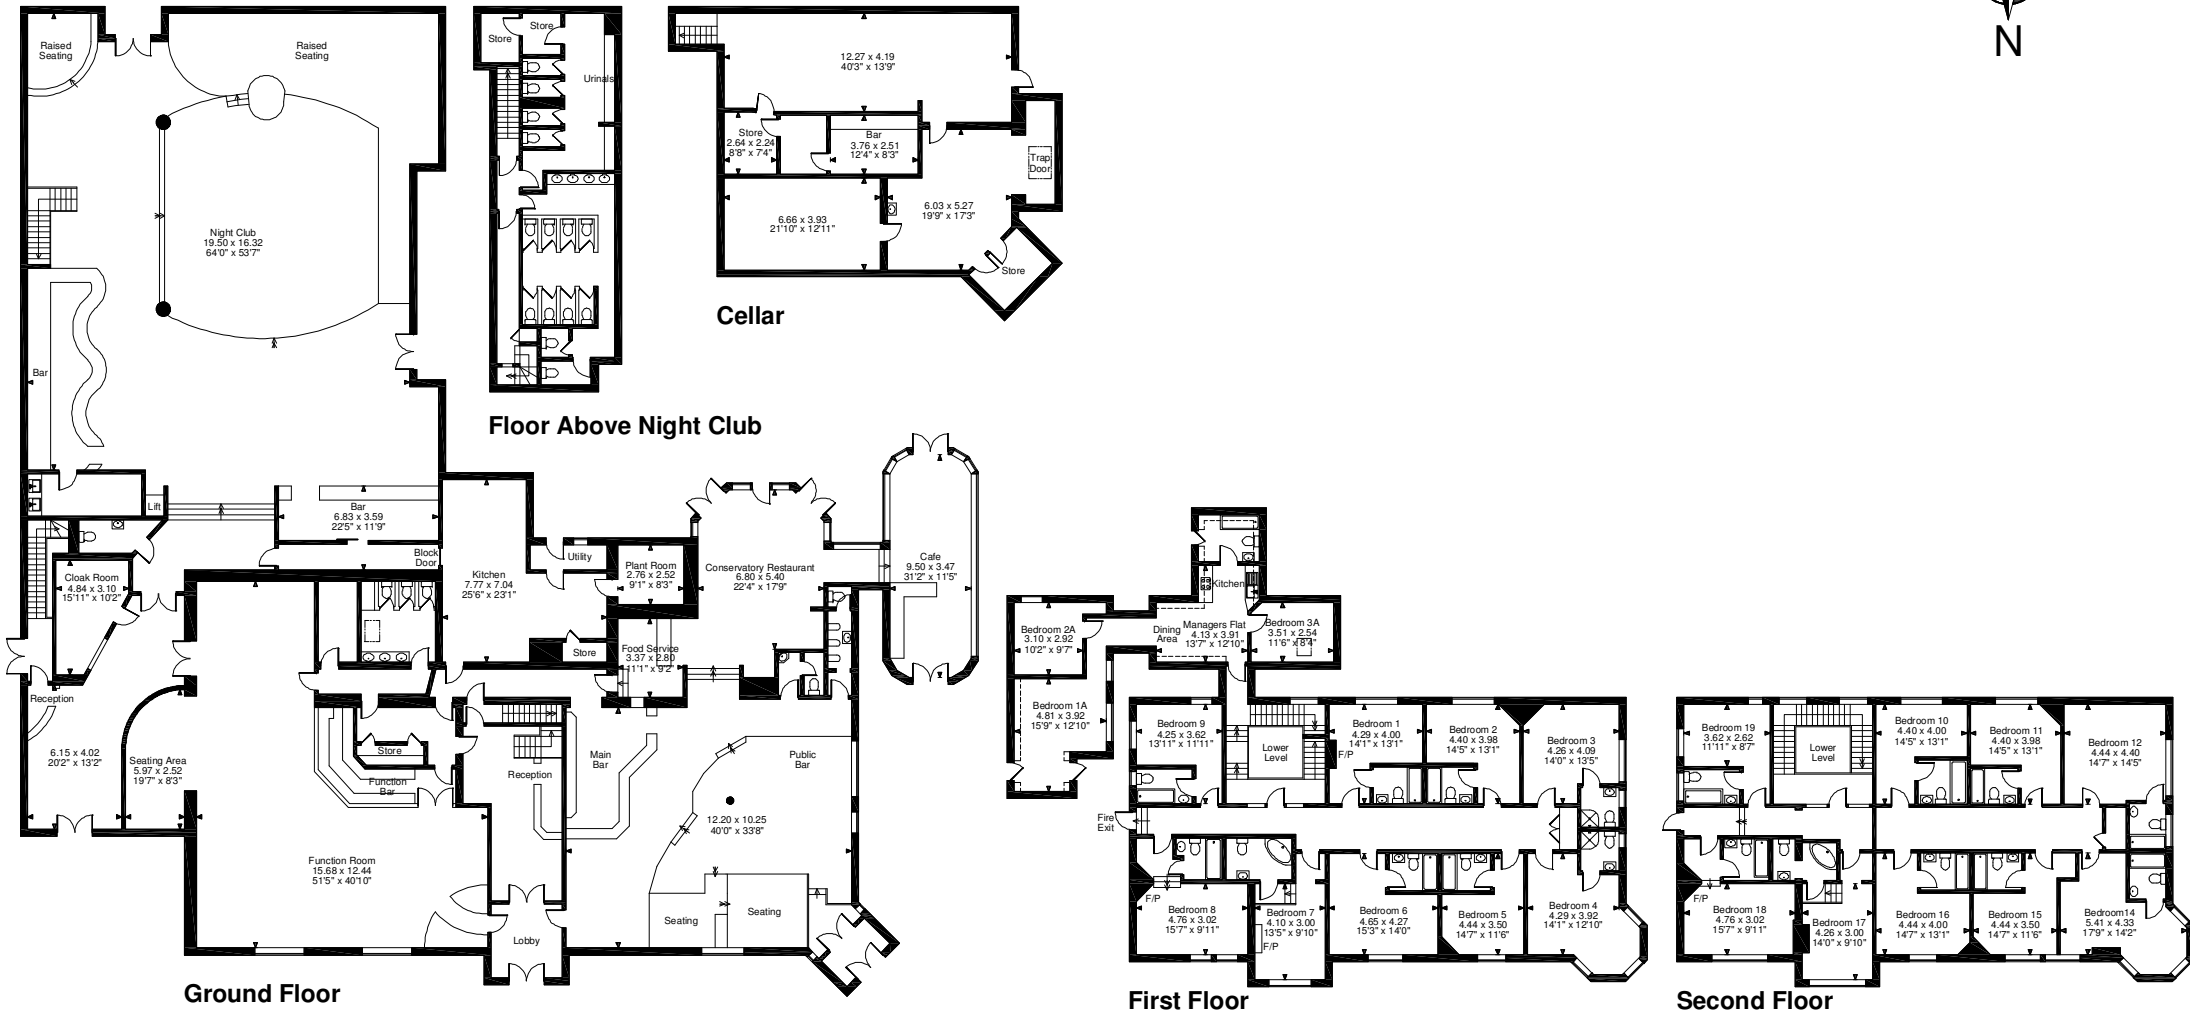 N
Raised
Seating
Raised
Seating
Night Club
19.50 x 16.32
64'0" x 53'7"
Bar
Lift
Bar
6.83 x 3.59
22'5" x 11'9"
Block
Door
Cloak Room
4.84 x 3.10
15'11" x 10'2"
Kitchen
7.77 x 7.04
25'6" x 23'1"
Utility
Plant Room
2.76 x 2.52
9'1" x 8'3"
Conservatory Restaurant
6.80 x 5.40
22'4" x 17'9"
Cafe
9.50 x 3.47
31'2" x 11'5"
Store
Food Service
3.37 x 2.80
11'1" x 9'2"
Reception
6.15 x 4.02
20'2" x 13'2"
Seating Area
5.97 x 2.52
19'7" x 8'3"
Store
Function
Bar
Reception
Main
Bar
Public
Bar
12.20 x 10.25
40'0" x 33'8"
Function Room
15.68 x 12.44
51'5" x 40'10"
Seating
Seating
Lobby
Ground Floor
Store
Store
Urinals
Floor Above Night Club
12.27 x 4.19
40'3" x 13'9"
Store
2.64 x 2.24
8'8" x 7'4"
Bar
3.76 x 2.51
12'4" x 8'3"
Trap
Door
6.66 x 3.93
21'10" x 12'11"
6.03 x 5.27
19'9" x 17'3"
Store
Cellar
Kitchen
Bedroom 2A
3.10 x 2.92
10'2" x 9'7"
Dining
Area
Managers Flat
4.13 x 3.91
13'7" x 12'10"
Bedroom 3A
3.51 x 2.54
11'6" x 8'4"
Bedroom 1A
4.81 x 3.92
15'9" x 12'10"
Bedroom 9
4.25 x 3.62
13'11" x 11'11"
Lower
Level
Bedroom 1
4.29 x 4.00
14'1" x 13'1"
F/P
Bedroom 2
4.40 x 3.98
14'5" x 13'1"
Bedroom 3
4.26 x 4.09
14'0" x 13'5"
Fire
Exit
F/P
Bedroom 8
4.76 x 3.02
15'7" x 9'11"
Bedroom 7
4.10 x 3.00
13'5" x 9'10"
F/P
Bedroom 6
4.65 x 4.27
15'3" x 14'0"
Bedroom 5
4.44 x 3.50
14'7" x 11'6"
Bedroom 4
4.29 x 3.92
14'1" x 12'10"
First Floor
Bedroom 19
3.62 x 2.62
11'11" x 8'7"
Lower
Level
Bedroom 10
4.40 x 4.00
14'5" x 13'1"
Bedroom 11
4.40 x 3.98
14'5" x 13'1"
Bedroom 12
4.44 x 4.40
14'7" x 14'5"
F/P
Bedroom 18
4.76 x 3.02
15'7" x 9'11"
Bedroom 17
4.26 x 3.00
14'0" x 9'10"
Bedroom 16
4.44 x 4.00
14'7" x 13'1"
Bedroom 15
4.44 x 3.50
14'7" x 11'6"
Bedroom14
5.41 x 4.33
17'9" x 14'2"
Second Floor